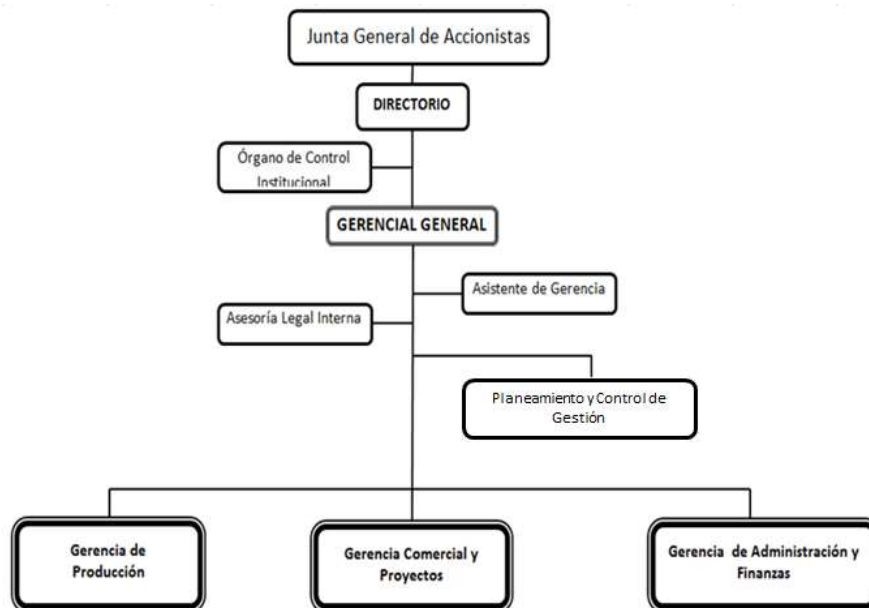 Junta General de Accionistas
DIRECTORIO
Órgano de Control
Institucional
GERENCIAL GENERAL
Asistente de Gerencia
Asesoría Legal Interna
Planeamiento y Control de
Gestión
Gerencia de
Producción
Gerencia Comercial y
Proyectos
Gerencia de Administración y
Finanzas